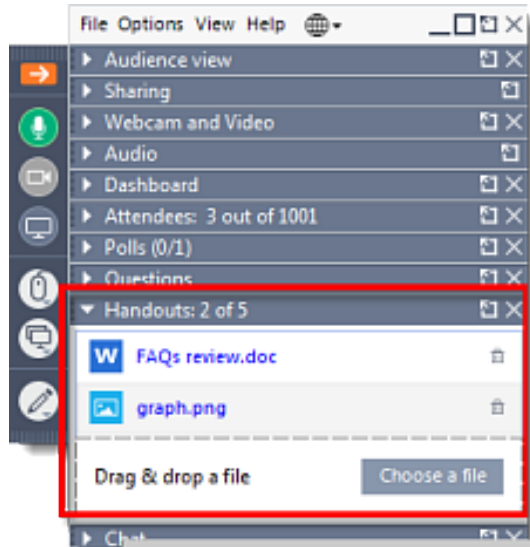 File Options View Help
Audience view
Sharing
Webcam and Video
Audio
Dashboard
Attendees: 3 out of 1001
Polls (0/1)
Questions
Handouts: 2 of 5
W FAQs review.doc
graph.png
Drag & drop a file Choose a file
Chat